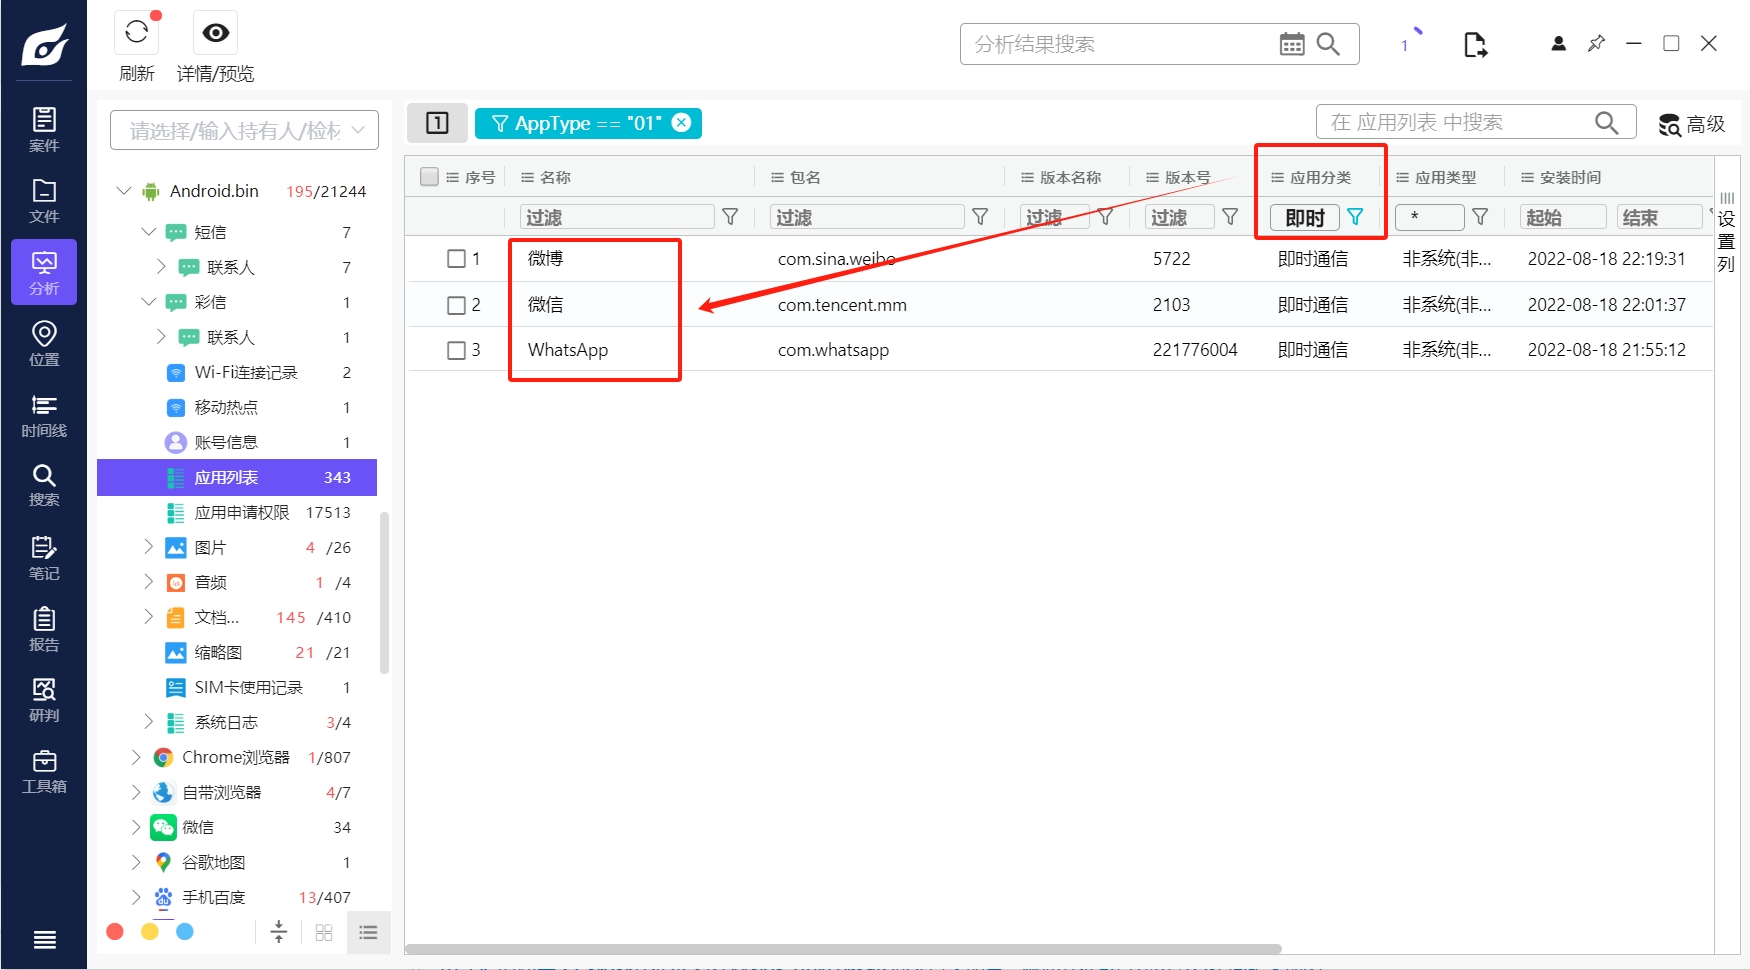 刷新
详情/预览
分析结果搜索
1
案件
文件
分析
位置
时间线
搜索
笔记
报告
研判
工具箱
Android.bin 195/21244
短信 7
联系人 7
彩信 1
联系人 1
Wi-Fi连接记录 2
移动热点 1
账号信息 1
应用列表 343
应用申请权限 17513
图片 4 /26
音频 1 /4
文档... 145 /410
缩略图 21 /21
SIM卡使用记录 1
系统日志 3/4
Chrome浏览器 1/807
自带浏览器 4/7
微信 34
谷歌地图 1
手机百度 13/407
1
AppType == "01"
在 应用列表 中搜索
高级
序号 名称 包名 版本名称 版本号 应用分类 应用类型 安装时间
过滤 过滤 过滤 过滤 即时 * 起始 结束
1 微博 com.sina.weibo 5722 即时通信 非系统(非... 2022-08-18 22:19:31
2 微信 com.tencent.mm 2103 即时通信 非系统(非... 2022-08-18 22:01:37
3 WhatsApp com.whatsapp 221776004 即时通信 非系统(非... 2022-08-18 21:55:12
设置列